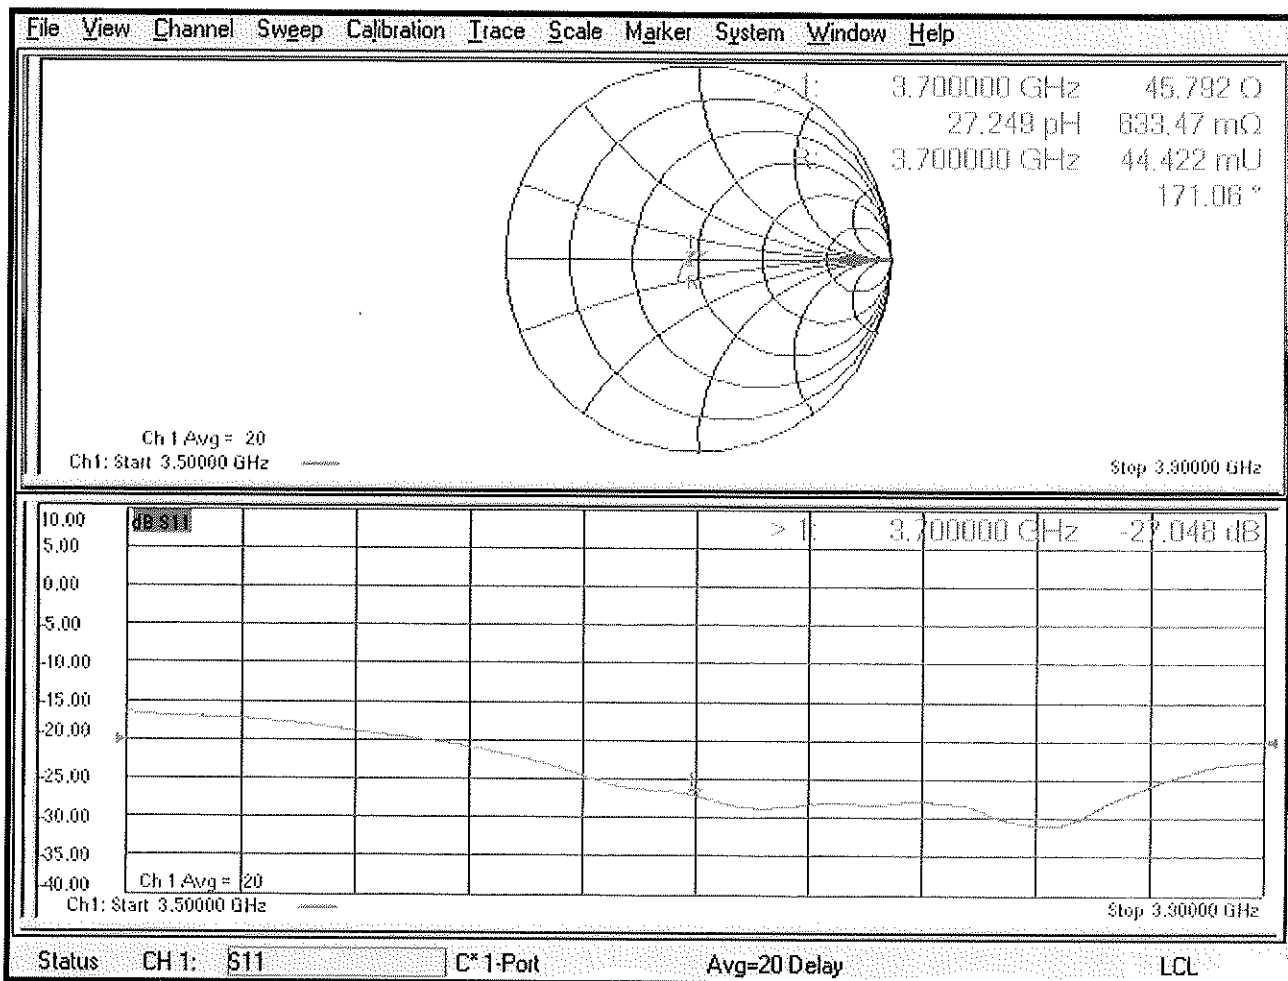 File View Channel Sweep Calibration Trace Scale Marker System Window Help
> 1: 3.700000 GHz 45.792 Ω
27.249 pH 633.47 mΩ
R: 3.700000 GHz 44.422 mU
171.06 °
Ch 1 Avg = 20
Ch1: Start 3.50000 GHz
Stop 3.90000 GHz
10.00
dB S11
> 1: 3.700000 GHz -27.048 dB
5.00
0.00
-5.00
-10.00
-15.00
-20.00
-25.00
-30.00
-35.00
-40.00
Ch 1 Avg = 20
Ch1: Start 3.50000 GHz
Stop 3.90000 GHz
Status CH 1: S11 C* 1-Port Avg=20 Delay LCL